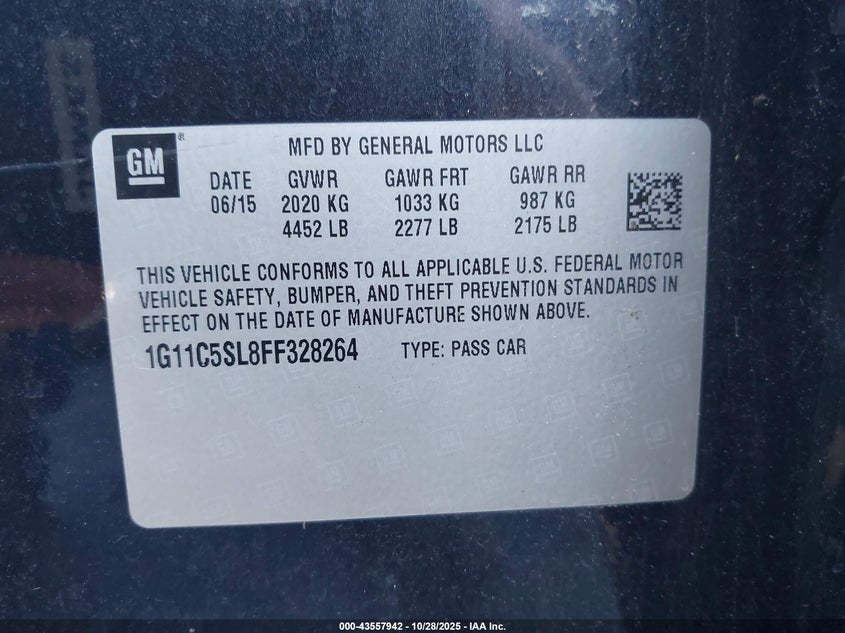 GM®
MFD BY GENERAL MOTORS LLC
DATE GVWR GAWR FRT GAWR RR
06/15 2020 KG 1033 KG 987 KG
4452 LB 2277 LB 2175 LB
THIS VEHICLE CONFORMS TO ALL APPLICABLE U.S. FEDERAL MOTOR
VEHICLE SAFETY, BUMPER, AND THEFT PREVENTION STANDARDS IN
EFFECT ON THE DATE OF MANUFACTURE SHOWN ABOVE.
1G11C5SL8FF328264 TYPE: PASS CAR
000-43557942 - 10/28/2025 - IAA Inc.